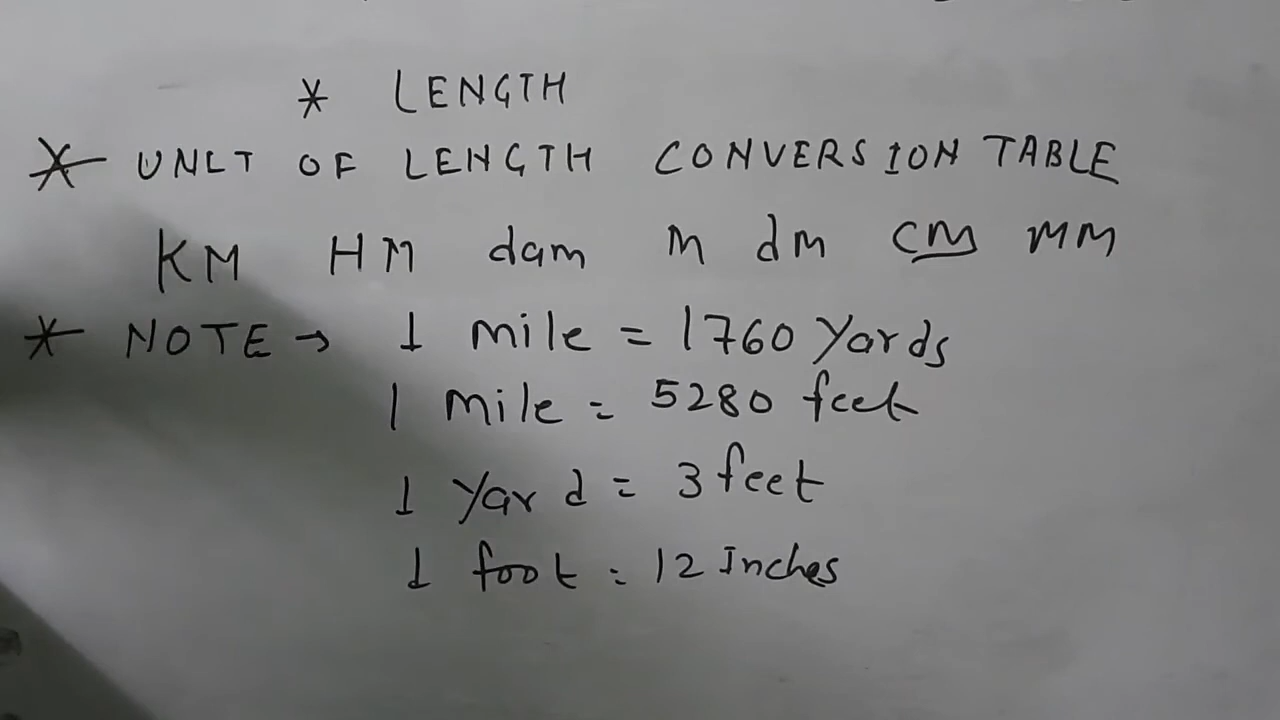 * LENGTH
* UNIT OF LENGTH CONVERSION TABLE
KM HM dam m dm cm MM
* NOTE → 1 mile = 1760 Yards
1 mile = 5280 feet
1 Yard = 3 feet
1 foot = 12 Inches